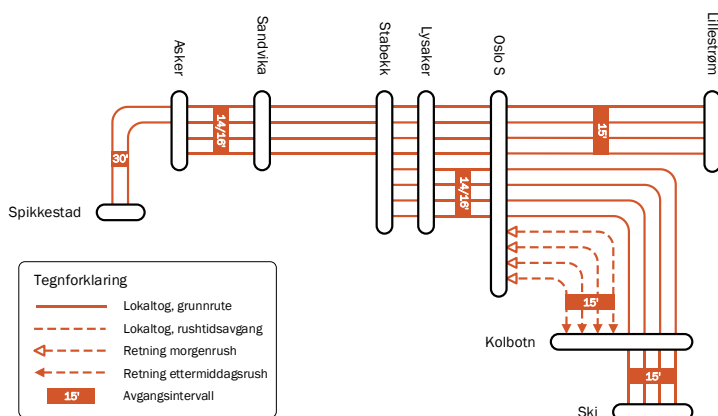 Asker
Sandvika
Stabekk
Lysaker
Oslo S
Lillestrøm
14/16'
15'
30'
14/16'
Spikkestad
15'
Kolbotn
15'
Ski
Tegnforklaring
Lokaltog, grunnrute
Lokaltog, rushtidsavgang
Retning morgenrush
Retning ettermiddagsrush
15' Avgangsintervall